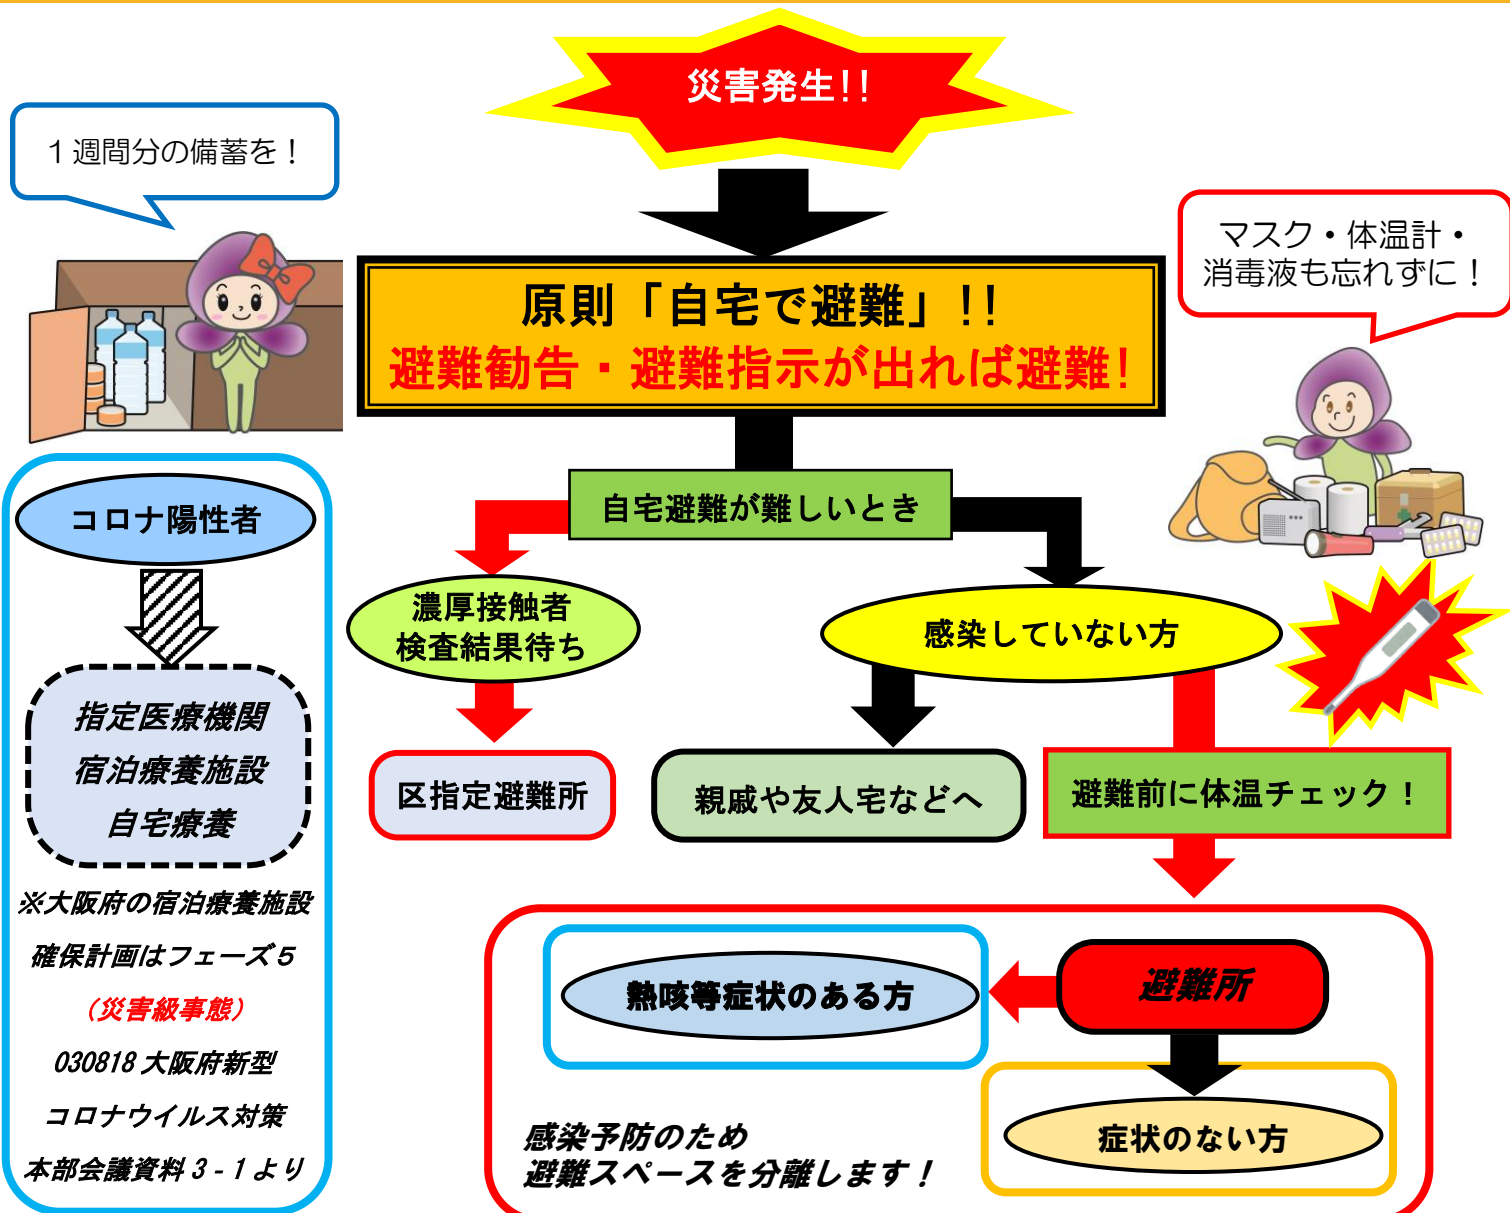 災害発生!!
1週間分の備蓄を！
マスク・体温計・
消毒液も忘れずに！
原則「自宅で避難」!!
避難勧告・避難指示が出れば避難!
自宅避難が難しいとき
コロナ陽性者
指定医療機関
宿泊療養施設
自宅療養
※大阪府の宿泊療養施設
確保計画はフェーズ5
（災害級事態）
030818大阪府新型
コロナウイルス対策
本部会議資料3-1より
濃厚接触者
検査結果待ち
区指定避難所
感染していない方
親戚や友人宅などへ
避難前に体温チェック！
避難所
熱咳等症状のある方
症状のない方
感染予防のため
避難スペースを分離します！